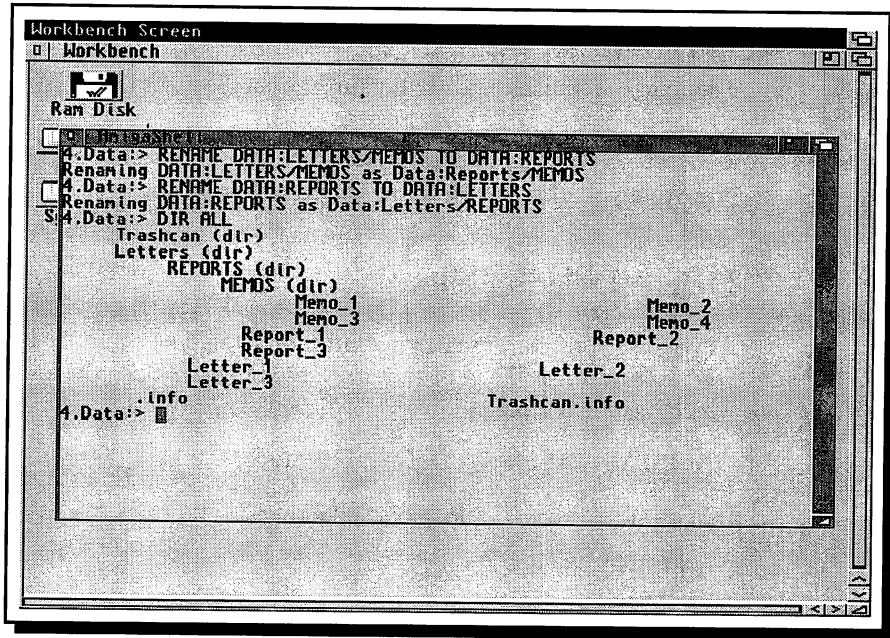 Workbench Screen
Workbench
Ram Disk
AmigaShell
4.Data:> RENAME DATA:LETTERS/MEMOS TO DATA:REPORTS
Renaming DATA:LETTERS/MEMOS as Data:Reports/MEMOS
4.Data:> RENAME DATA:REPORTS TO DATA:LETTERS
Renaming DATA:REPORTS as Data:Letters/REPORTS
4.Data:> DIR ALL
Trashcan (dir)
Letters (dir)
REPORTS (dir)
MEMOS (dir)
Memo_1 Memo_2
Memo_3 Memo_4
Report_1 Report_2
Report_3
Letter_1 Letter_2
Letter_3
.info Trashcan.info
4.Data:>